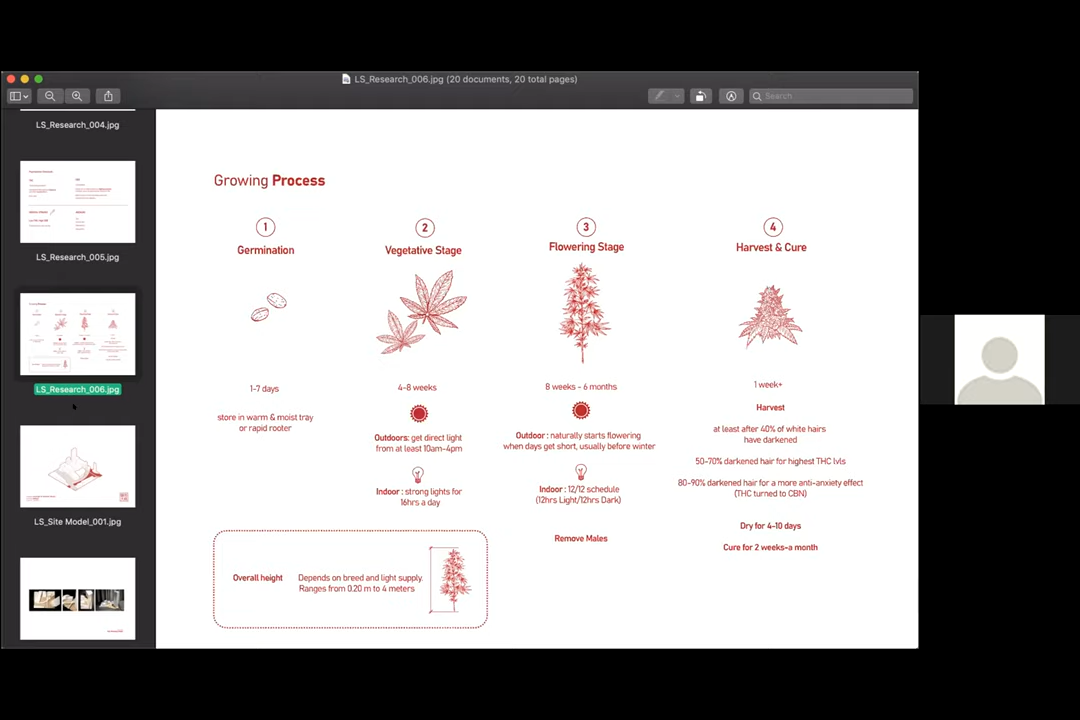 LS_Research_006.jpg (20 documents, 20 total pages)
Search
LS_Research_004.jpg
LS_Research_005.jpg
LS_Research_006.jpg
LS_Site Model_001.jpg
Growing Process
1
Germination
1-7 days
store in warm & moist tray
or rapid rooter
2
Vegetative Stage
4-8 weeks
Outdoors: get direct light
from at least 10am-4pm
Indoor : strong lights for
16hrs a day
3
Flowering Stage
8 weeks - 6 months
Outdoor : naturally starts flowering
when days get short, usually before winter
Indoor : 12/12 schedule
(12hrs Light/12hrs Dark)
Remove Males
4
Harvest & Cure
1 week+
Harvest
at least after 40% of white hairs
have darkened
50-70% darkened hair for highest THC lvls
80-90% darkened hair for a more anti-anxiety effect
(THC turned to CBN)
Dry for 4-10 days
Cure for 2 weeks-a month
Overall height
Depends on breed and light supply.
Ranges from 0.20 m to 4 meters